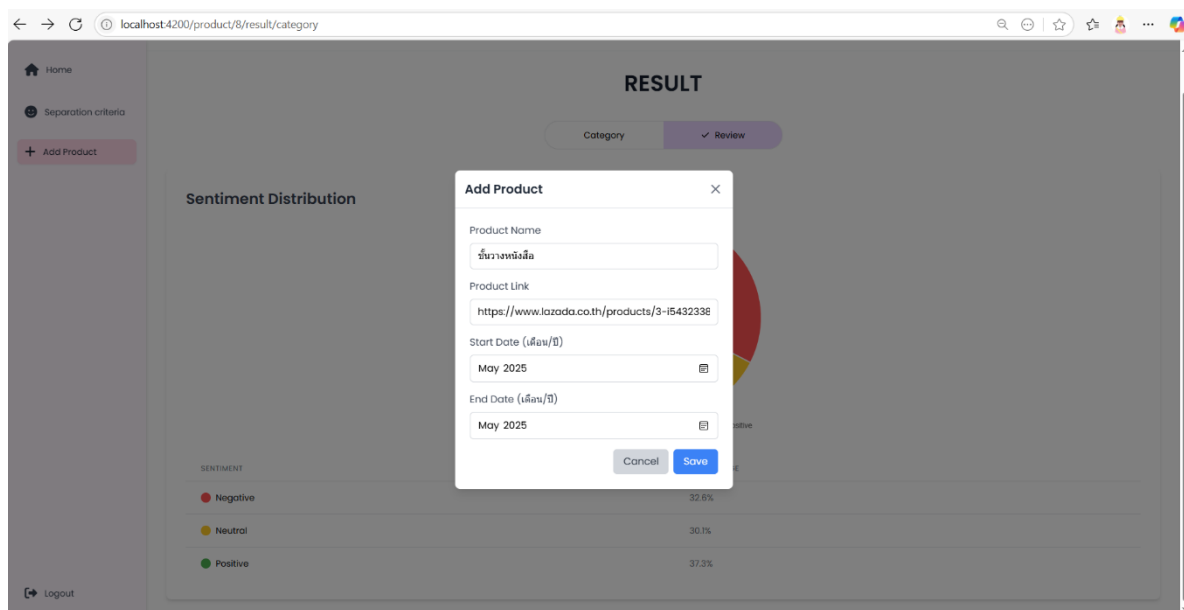 localhost:4200/product/8/result/category
Home
Separation criteria
Add Product
Logout
RESULT
Category
Review
Sentiment Distribution
Add Product
Product Name
ชั้นวางหนังสือ
Product Link
https://www.lazada.co.th/products/3-i5432338
Start Date (เดือน/ปี)
May 2025
End Date (เดือน/ปี)
May 2025
Cancel Save
SENTIMENT
Negative 32.6%
Neutral 30.1%
Positive 37.3%